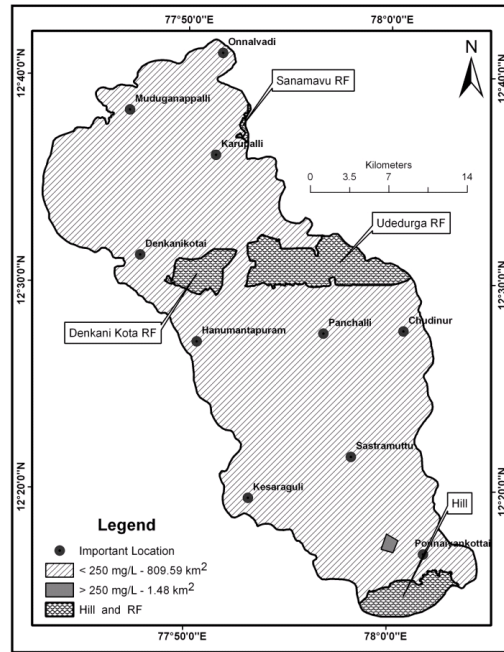 77°50'0"E
78°0'0"E
12°40'0"N
12°40'0"N
Onnalvadi
N
Sanamavu RF
Muduganappalli
Karupalli
Kilometers
0 3.5 7 14
Udedurga RF
Denkanikotai
12°30'0"N
12°30'0"N
Denkani Kota RF
Hanumantapuram
Panchalli
Chudinur
Sastramuttu
12°20'0"N
12°20'0"N
Kesaraguli
Hill
Ponnaiyankottai
Legend
Important Location
< 250 mg/L - 809.59 km²
> 250 mg/L - 1.48 km²
Hill and RF
77°50'0"E
78°0'0"E